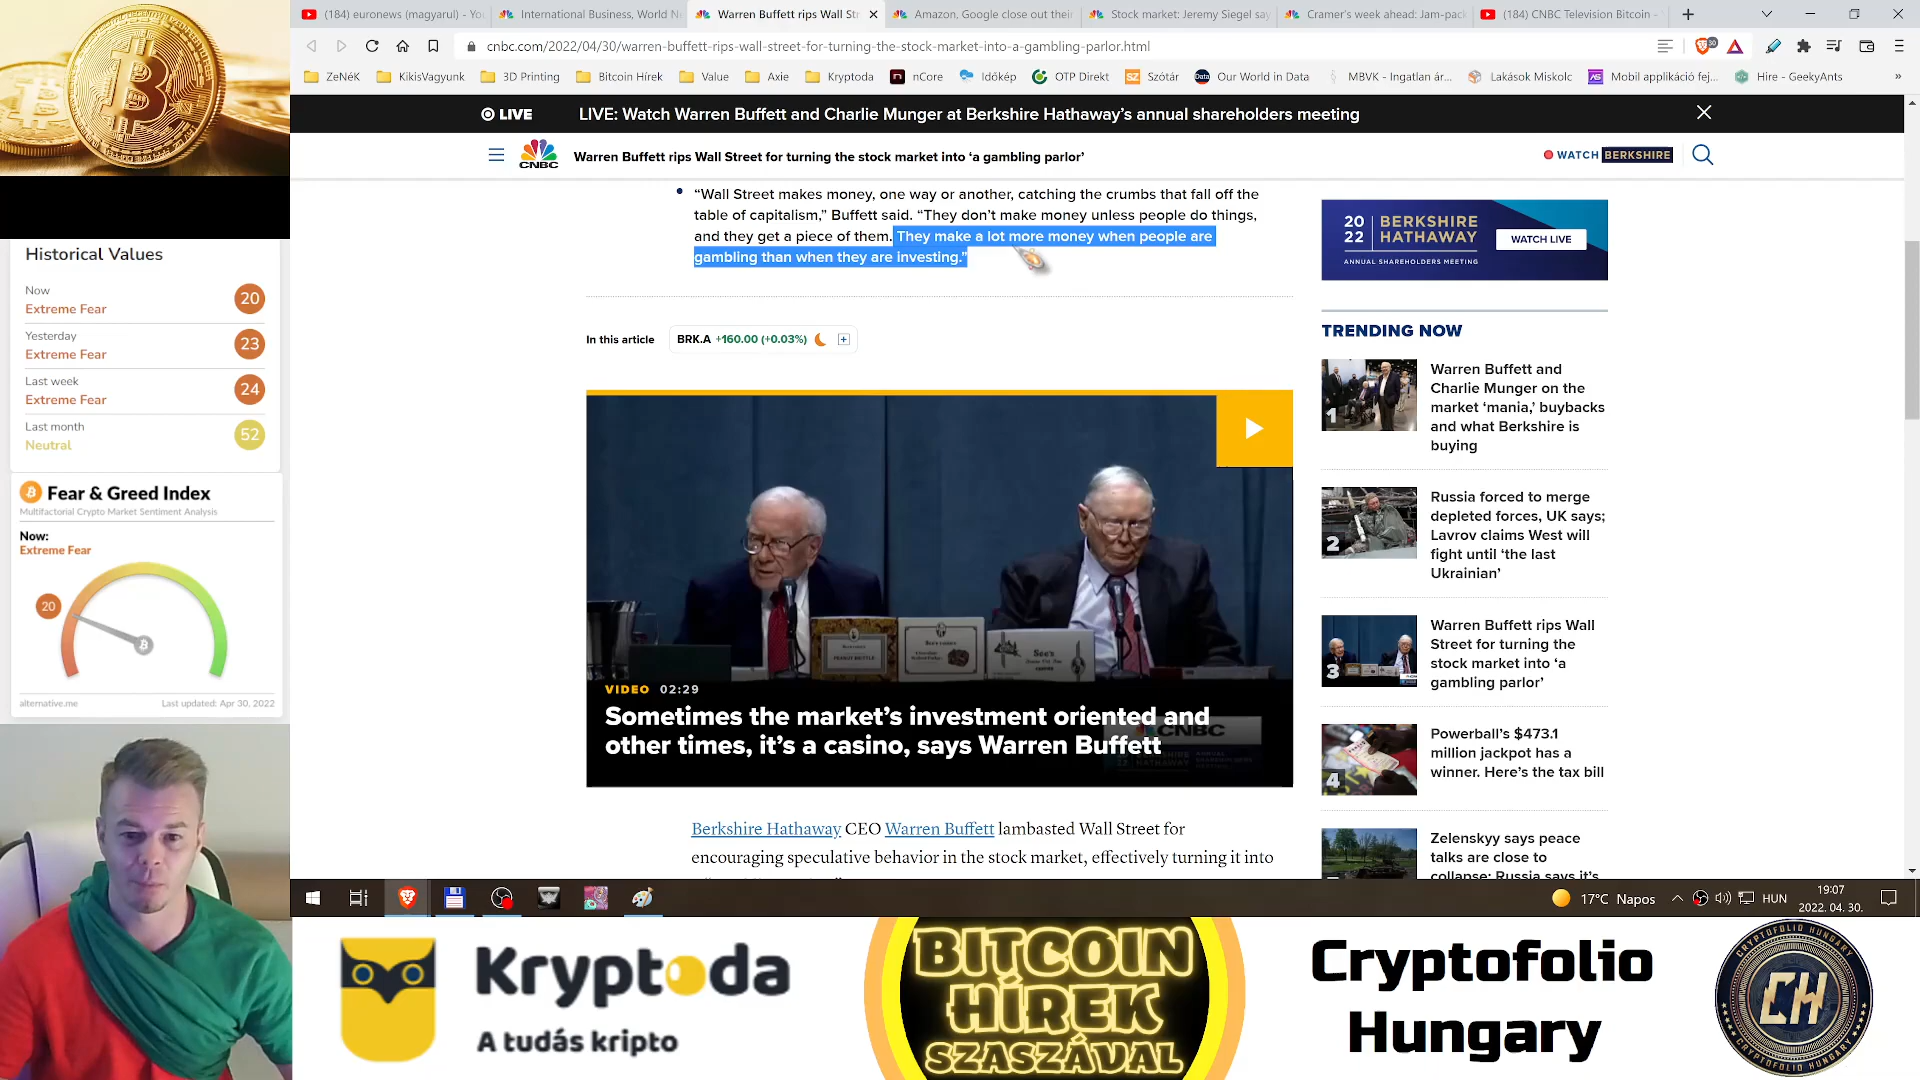 (184) euronews (magyarul) - Yo
International Business, World N
Warren Buffett rips Wall Str
Amazon, Google close out their
Stock market: Jeremy Siegel say
Cramer's week ahead: Jam-pack
(184) CNBC Television Bitcoin -
cnbc.com/2022/04/30/warren-buffett-rips-wall-street-for-turning-the-stock-market-into-a-gambling-parlor.html
30
ZeNéK
KikisVagyunk
3D Printing
Bitcoin Hírek
Value
Axie
Kryptoda
nCore
Időkép
OTP Direkt
Szótár
Our World in Data
MBVK - Ingatlan ár...
Lakások Miskolc
Mobil applikáció fej...
Hire - GeekyAnts
LIVE
LIVE: Watch Warren Buffett and Charlie Munger at Berkshire Hathaway's annual shareholders meeting
CNBC
Warren Buffett rips Wall Street for turning the stock market into 'a gambling parlor'
WATCH BERKSHIRE
"Wall Street makes money, one way or another, catching the crumbs that fall off the
table of capitalism," Buffett said. "They don't make money unless people do things,
and they get a piece of them. They make a lot more money when people are
gambling than when they are investing."
In this article
BRK.A +160.00 (+0.03%)
VIDEO 02:29
Sometimes the market's investment oriented and
other times, it's a casino, says Warren Buffett
Berkshire Hathaway CEO Warren Buffett lambasted Wall Street for
encouraging speculative behavior in the stock market, effectively turning it into
20
22
BERKSHIRE
HATHAWAY
ANNUAL SHAREHOLDERS MEETING
WATCH LIVE
TRENDING NOW
1
Warren Buffett and
Charlie Munger on the
market 'mania,' buybacks
and what Berkshire is
buying
2
Russia forced to merge
depleted forces, UK says;
Lavrov claims West will
fight until 'the last
Ukrainian'
3
Warren Buffett rips Wall
Street for turning the
stock market into 'a
gambling parlor'
4
Powerball's $473.1
million jackpot has a
winner. Here's the tax bill
Zelenskyy says peace
talks are close to
collapse; Russia says it's
Historical Values
Now
Extreme Fear
20
Yesterday
Extreme Fear
23
Last week
Extreme Fear
24
Last month
Neutral
52
Fear & Greed Index
Multifactorial Crypto Market Sentiment Analysis
Now:
Extreme Fear
20
alternative.me
Last updated: Apr 30, 2022
17°C Napos
HUN
19:07
2022. 04. 30.
Kryptoda
A tudás kripto
BITCOIN
HÍREK
SZASZÁVAL
Cryptofolio
Hungary
CRYPTOFOLIO HUNGARY
CH
CRYPTOFOLIO HUNGARY